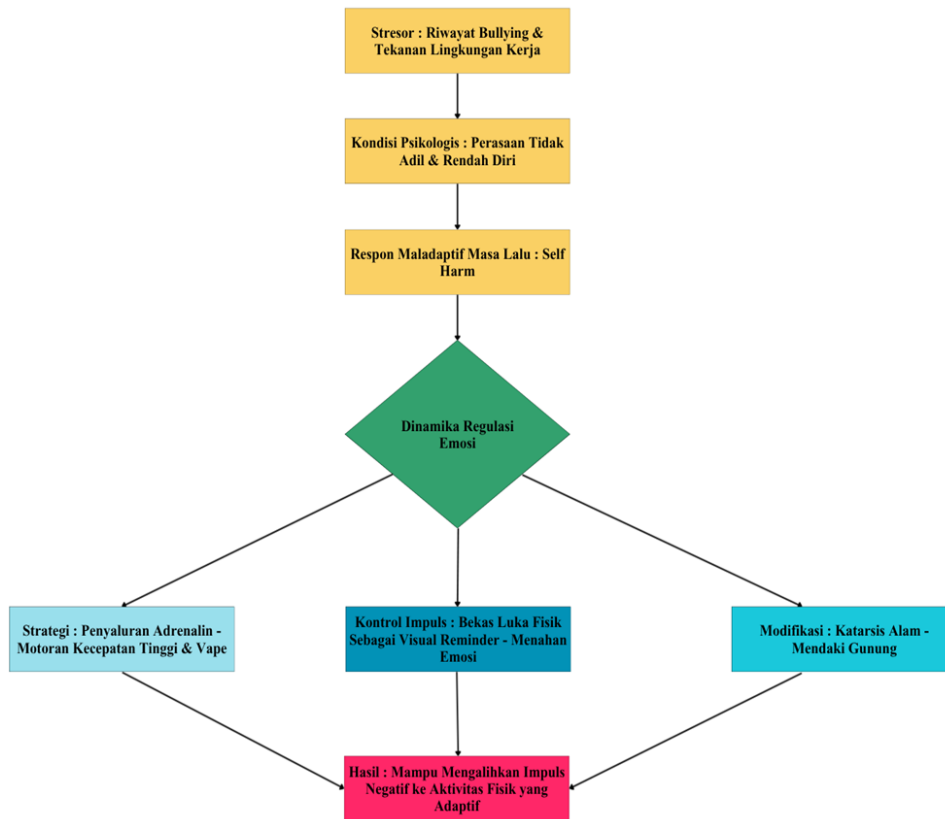 Stresor : Riwayat Bullying &
Tekanan Lingkungan Kerja
Kondisi Psikologis : Perasaan Tidak
Adil & Rendah Diri
Respon Maladaptif Masa Lalu : Self
Harm
Dinamika Regulasi
Emosi
Strategi : Penyaluran Adrenalin -
Motoran Kecepatan Tinggi & Vape
Kontrol Impuls : Bekas Luka Fisik
Sebagai Visual Reminder - Menahan
Emosi
Modifikasi : Katarsis Alam -
Mendaki Gunung
Hasil : Mampu Mengalihkan Impuls
Negatif ke Aktivitas Fisik yang
Adaptif